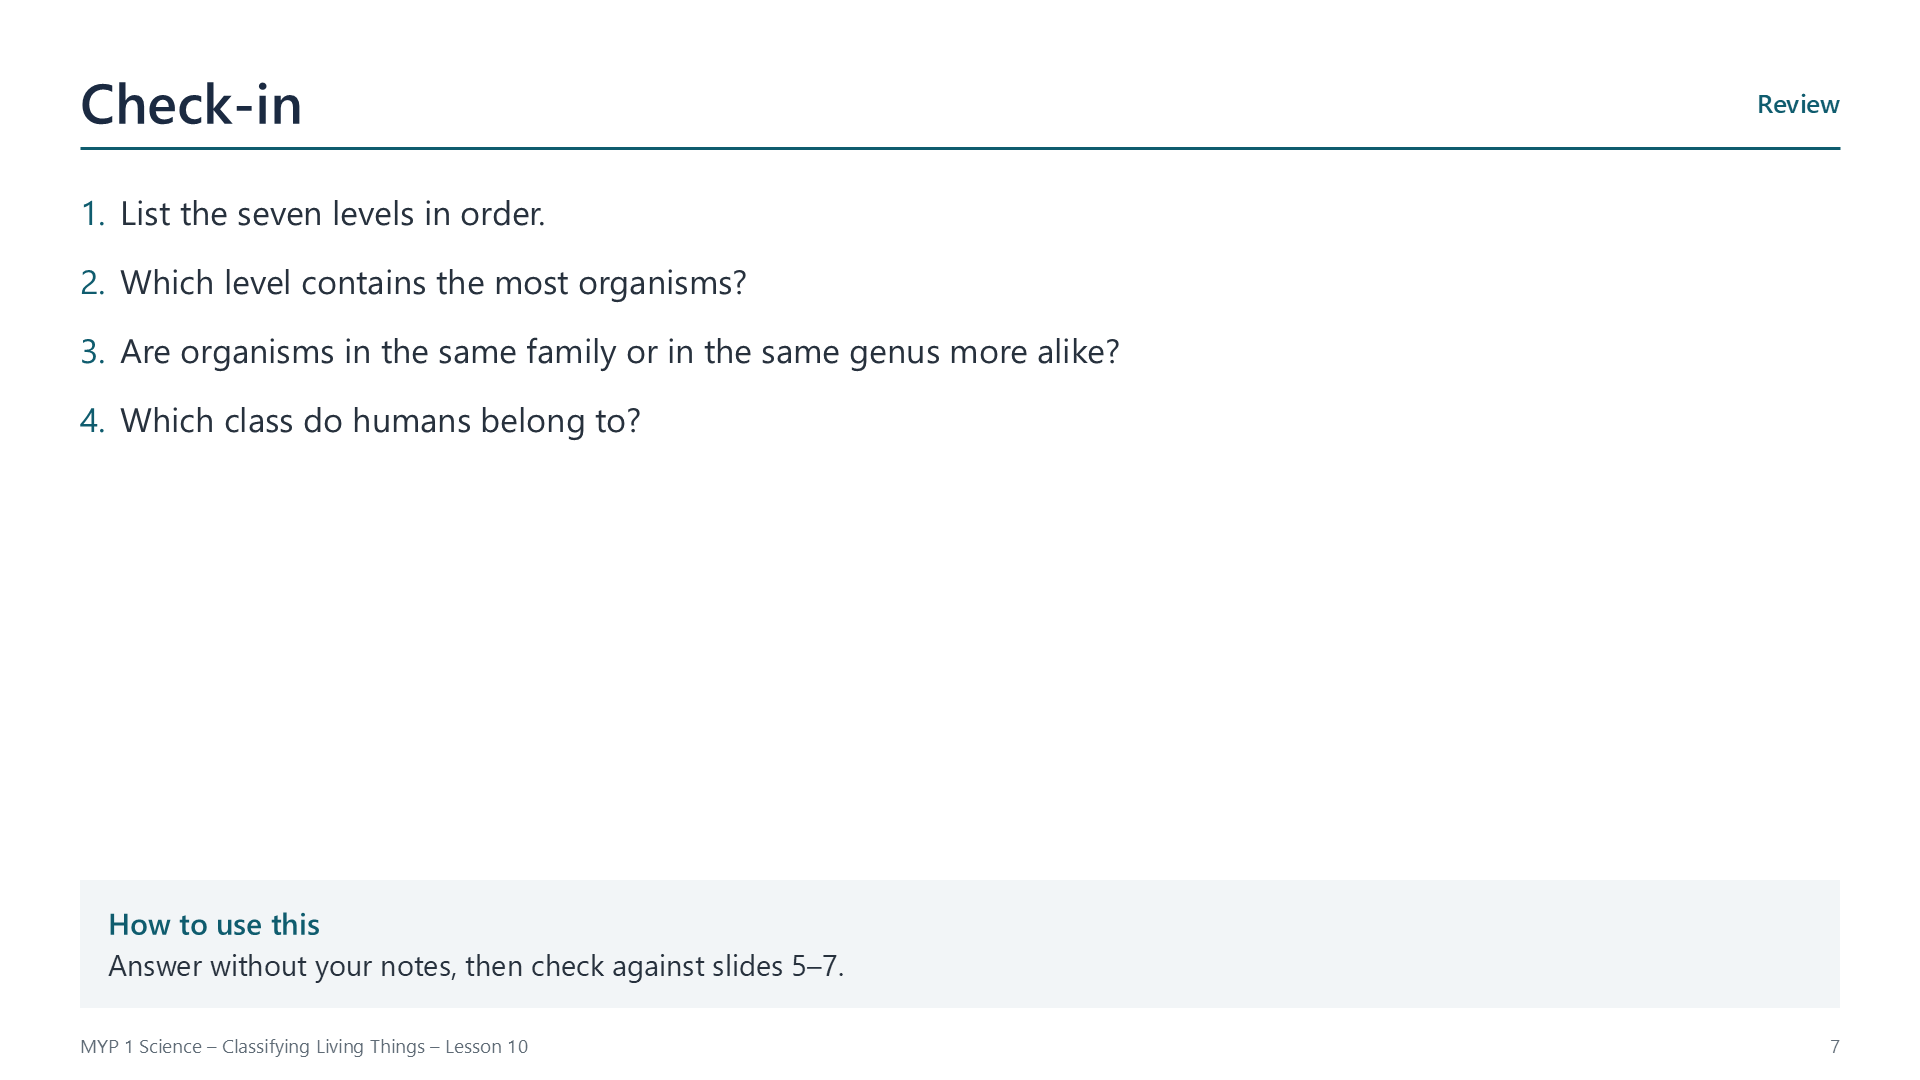 Check-in
Review
1. List the seven levels in order.
2. Which level contains the most organisms?
3. Are organisms in the same family or in the same genus more alike?
4. Which class do humans belong to?
How to use this
Answer without your notes, then check against slides 5–7.
MYP 1 Science – Classifying Living Things – Lesson 10
7